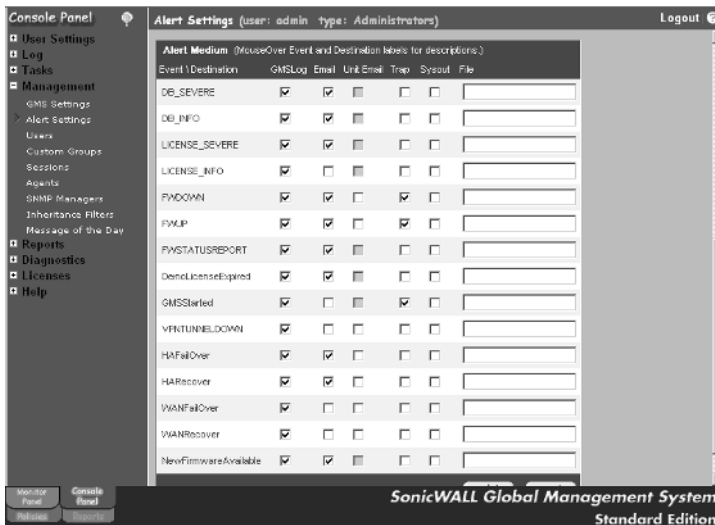 Console Panel
User Settings
Log
Tasks
Management
GMS Settings
Alert Settings
Users
Custom Groups
Sessions
Agents
SNMP Managers
Inheritance Filters
Message of the Day
Reports
Diagnostics
Licenses
Help
Alert Settings (user: admin type: Administrators)
Logout
Alert Medium (MouseOver Event and Destination labels for descriptions.)
Event \ Destination GMSLog Email Unit Email Trap Sysout File
DB_SEVERE
DB_INFO
LICENSE_SEVERE
LICENSE_INFO
FWDOWN
FWUP
FWSTATUSREPORT
DemoLicenseExpired
GMSStarted
VPNTUNNELDOWN
HAFailOver
HARecover
WANFailOver
WANRecover
NewFirmwareAvailable
Monitor Panel
Console Panel
Policies
Reports
SonicWALL Global Management System
Standard Edition